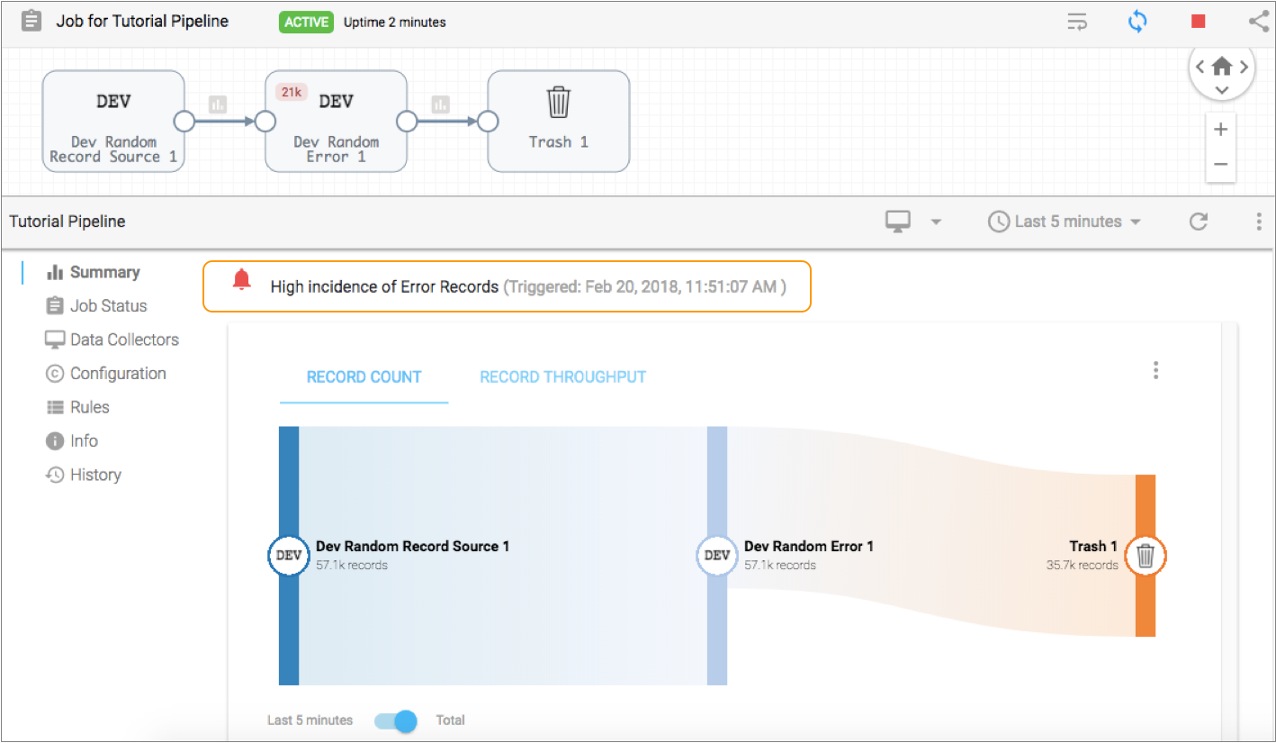 Job for Tutorial Pipeline
ACTIVE
Uptime 2 minutes
DEV
Dev Random
Record Source 1
21k
DEV
Dev Random
Error 1
Trash 1
Tutorial Pipeline
Last 5 minutes
Summary
Job Status
Data Collectors
Configuration
Rules
Info
History
High incidence of Error Records (Triggered: Feb 20, 2018, 11:51:07 AM )
RECORD COUNT
RECORD THROUGHPUT
DEV
Dev Random Record Source 1
57.1k records
DEV
Dev Random Error 1
57.1k records
Trash 1
35.7k records
Last 5 minutes
Total